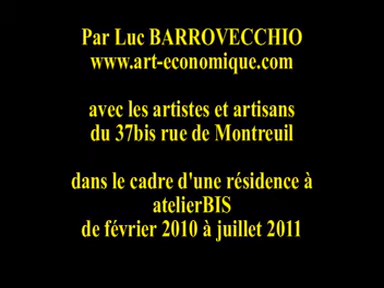 Par Luc BARROVECCHIO
www.art-economique.com
avec les artistes et artisans
du 37bis rue de Montreuil
dans le cadre d'une résidence à
atelierBIS
de février 2010 à juillet 2011